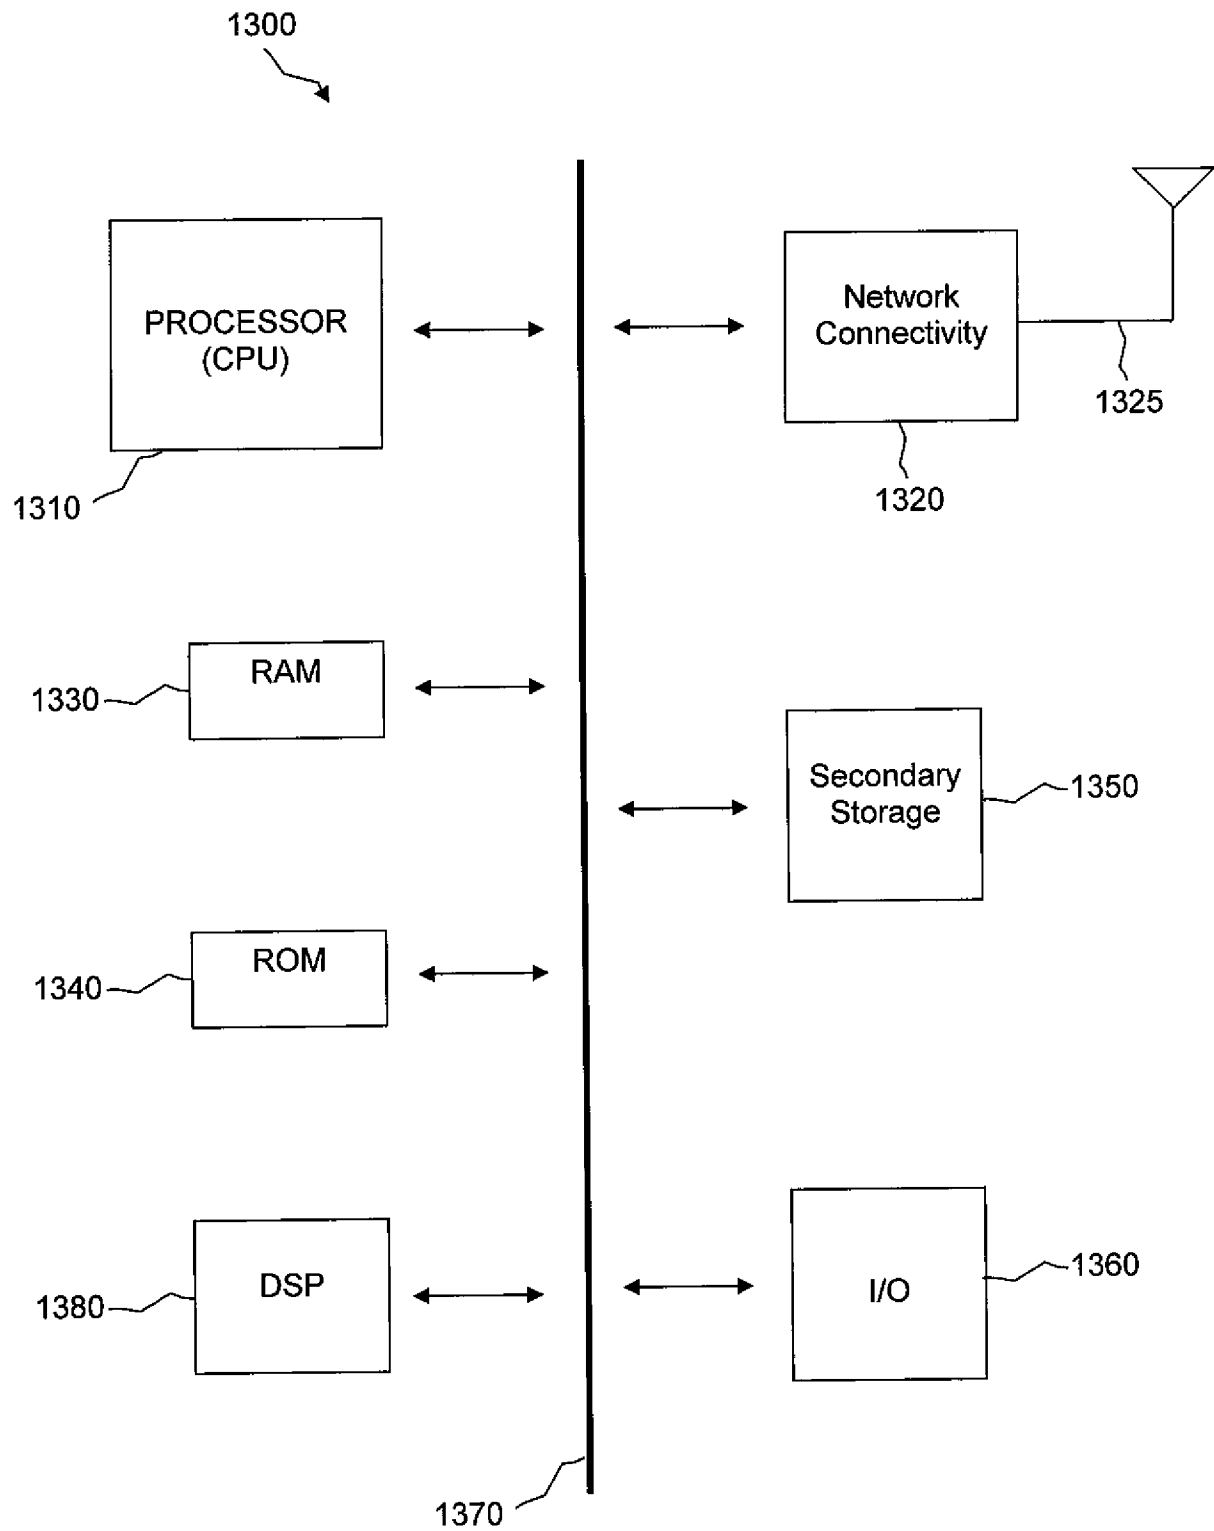 1300
PROCESSOR
(CPU)
1310
Network
Connectivity
1325
1320
RAM
1330
Secondary
Storage
1350
ROM
1340
DSP
1380
I/O
1360
1370